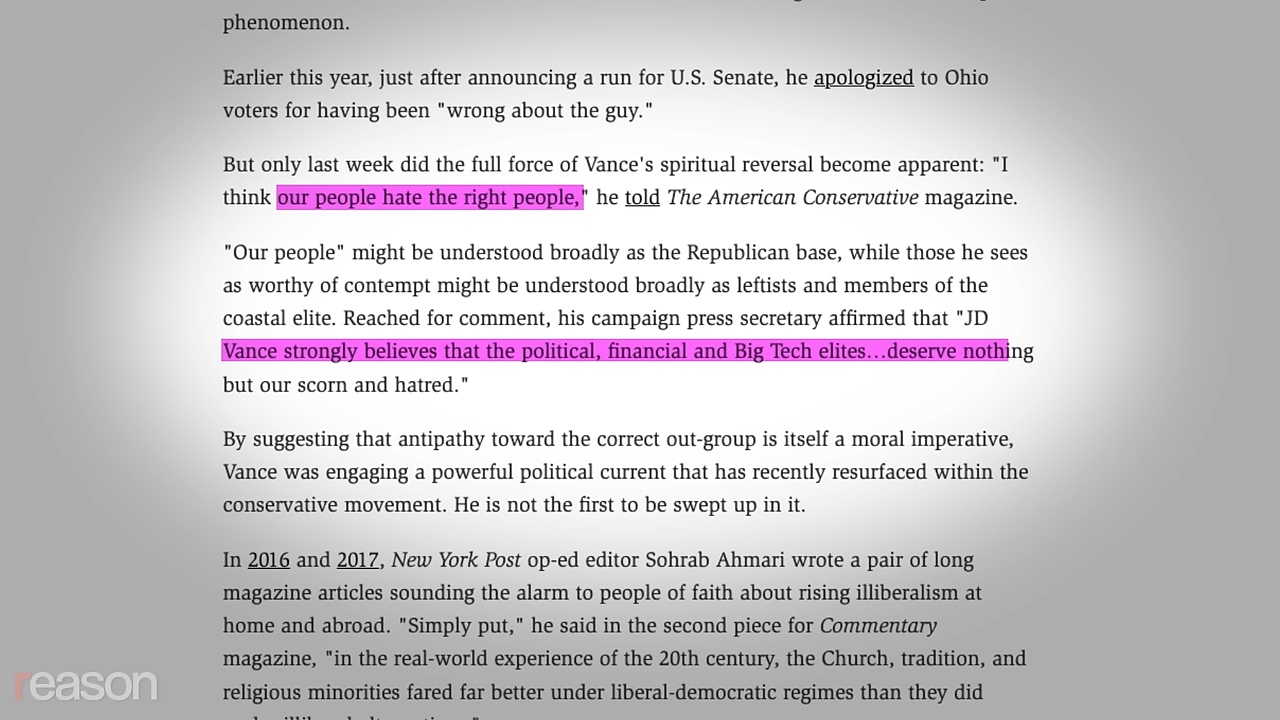 phenomenon.
Earlier this year, just after announcing a run for U.S. Senate, he apologized to Ohio
voters for having been "wrong about the guy."
But only last week did the full force of Vance's spiritual reversal become apparent: "I
think our people hate the right people," he told The American Conservative magazine.
"Our people" might be understood broadly as the Republican base, while those he sees
as worthy of contempt might be understood broadly as leftists and members of the
coastal elite. Reached for comment, his campaign press secretary affirmed that "JD
Vance strongly believes that the political, financial and Big Tech elites…deserve nothing
but our scorn and hatred."
By suggesting that antipathy toward the correct out-group is itself a moral imperative,
Vance was engaging a powerful political current that has recently resurfaced within the
conservative movement. He is not the first to be swept up in it.
In 2016 and 2017, New York Post op-ed editor Sohrab Ahmari wrote a pair of long
magazine articles sounding the alarm to people of faith about rising illiberalism at
home and abroad. "Simply put," he said in the second piece for Commentary
magazine, "in the real-world experience of the 20th century, the Church, tradition, and
religious minorities fared far better under liberal-democratic regimes than they did
reason